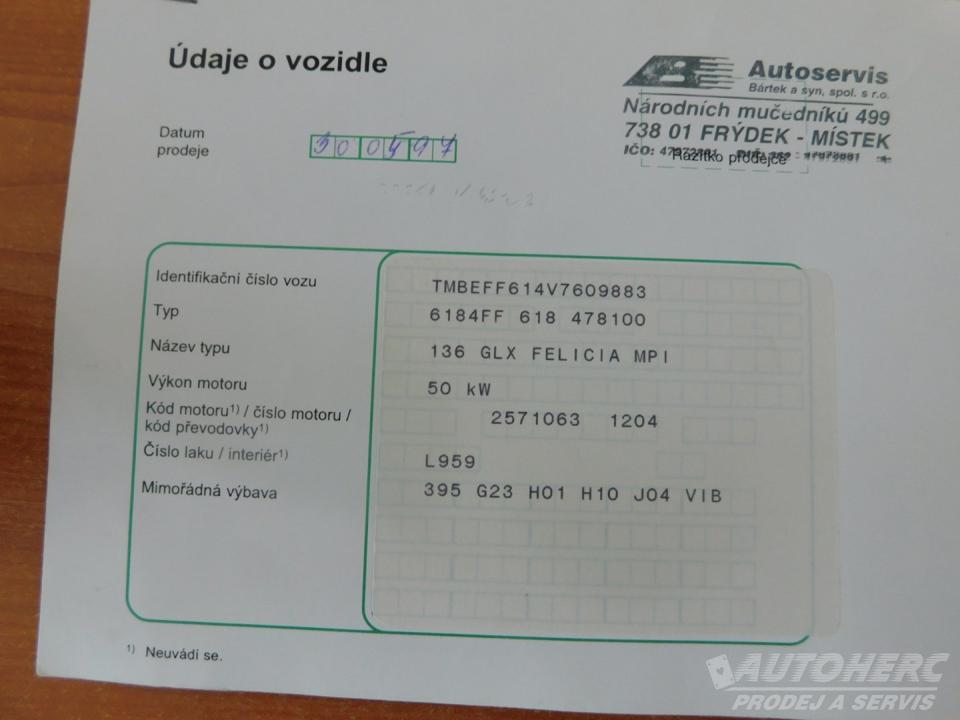 Údaje o vozidle
Autoservis
Bártek a syn, spol. s r.o.
Národních mučedníků 499
738 01 FRÝDEK - MÍSTEK
IČO:
Razítko prodejce
Datum
prodeje
300597
Identifikační číslo vozu TMBEFF614V7609883
Typ 6184FF 618 478100
Název typu 136 GLX FELICIA MPI
Výkon motoru 50 kW
Kód motoru1) / číslo motoru /
kód převodovky1) 2571063 1204
Číslo laku / interiér1) L959
Mimořádná výbava 395 G23 H01 H10 J04 VIB
1) Neuvádí se.
AUTOHERC
PRODEJ A SERVIS